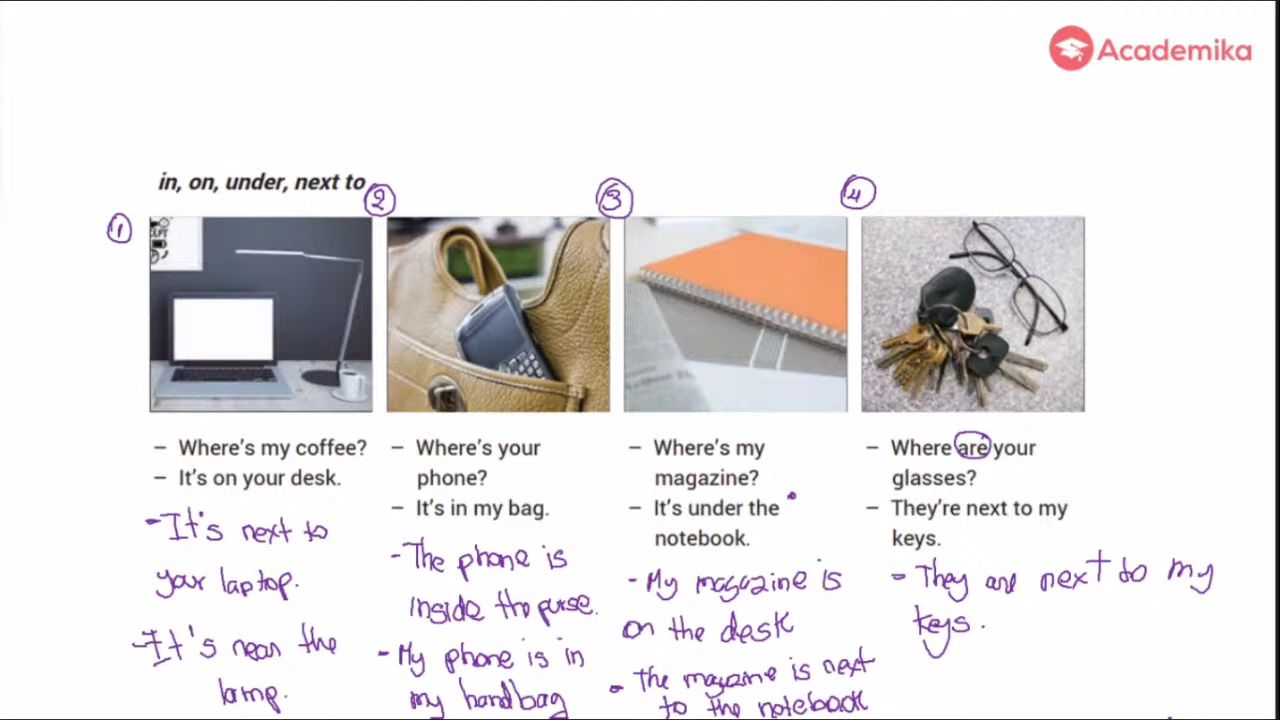 Academika
in, on, under, next to
1
2
3
4
– Where's my coffee?
– It's on your desk.
- It's next to
your laptop.
- It's near the
lamp.
– Where's your
phone?
– It's in my bag.
- The phone is
inside the purse.
- My phone is in
my handbag
– Where's my
magazine?
– It's under the
notebook.
- My magazine is
on the desk
- the magazine is next
to the notebook
– Where are your
glasses?
– They're next to my
keys.
- They are next to my
keys.